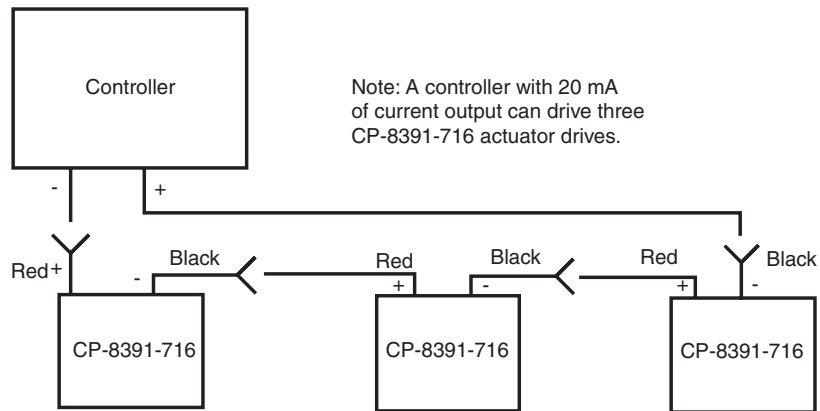 Controller
Note: A controller with 20 mA
of current output can drive three
CP-8391-716 actuator drives.
- +
Red+ - Black Red + - Black Red + - Black
CP-8391-716 CP-8391-716 CP-8391-716